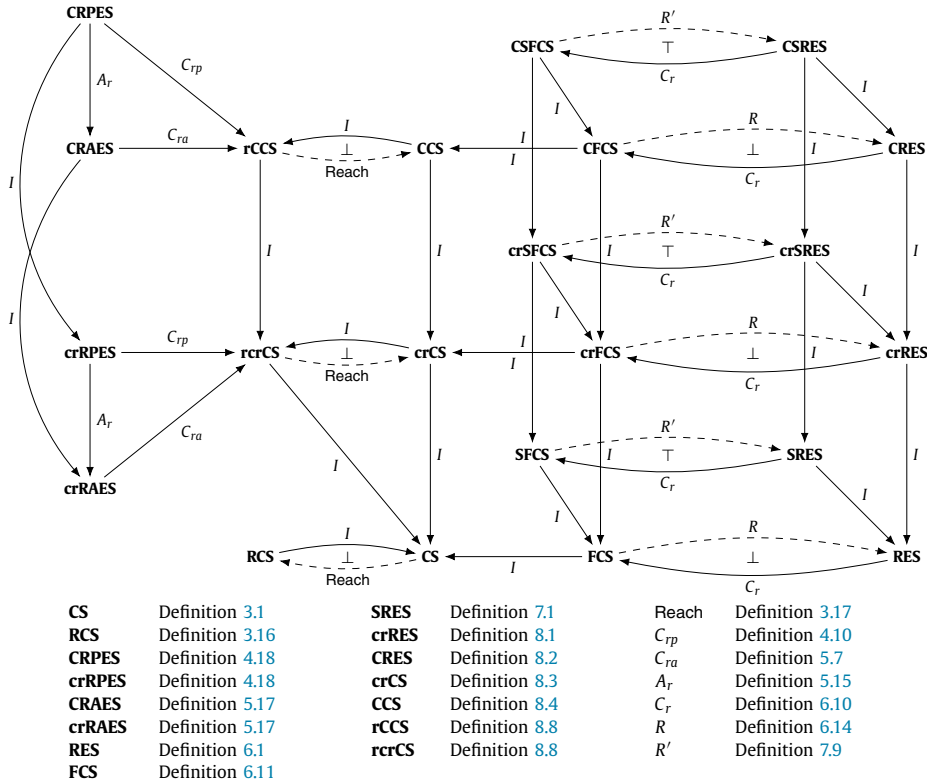 CRPES
R′
CSFCS
⊤
CSRES
C_r
A_r
C_rp
I
I
CRAES
C_ra
rCCS
I
⊥
Reach
CCS
I
I
CFCS
R
⊥
I
C_r
CRES
I
I
I
I
I
I
R′
crSFCS
⊤
crSRES
C_r
I
I
I
crRPES
C_rp
rcrCS
I
⊥
Reach
crCS
I
I
crFCS
R
⊥
I
C_r
crRES
A_r
C_ra
R′
SFCS
⊤
SRES
C_r
I
I
I
I
crRAES
I
I
RCS
I
⊥
Reach
CS
I
FCS
R
⊥
C_r
RES
CS Definition 3.1 SRES Definition 7.1 Reach Definition 3.17
RCS Definition 3.16 crRES Definition 8.1 C_rp Definition 4.10
CRPES Definition 4.18 CRES Definition 8.2 C_ra Definition 5.7
crRPES Definition 4.18 crCS Definition 8.3 A_r Definition 5.15
CRAES Definition 5.17 CCS Definition 8.4 C_r Definition 6.10
crRAES Definition 5.17 rCCS Definition 8.8 R Definition 6.14
RES Definition 6.1 rcrCS Definition 8.8 R′ Definition 7.9
FCS Definition 6.11